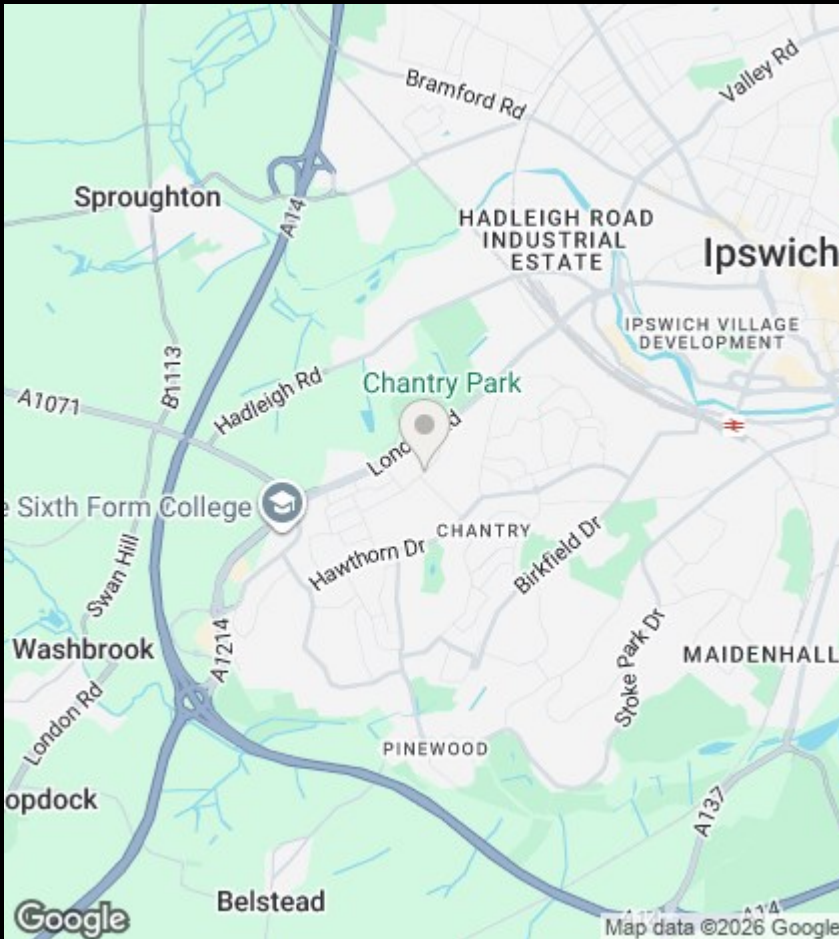 Bramford Rd
Valley Rd
Sproughton
A14
HADLEIGH ROAD
INDUSTRIAL
ESTATE
Ipswich
IPSWICH VILLAGE
DEVELOPMENT
B1113
A1071
Hadleigh Rd
Chantry Park
e Sixth Form College
CHANTRY
Hawthorn Dr
Birkfield Dr
Swan Hill
A1214
Washbrook
MAIDENHALL
London Rd
Stoke Park Dr
PINEWOOD
opdock
A137
Belstead
A14
Google
Map data ©2026 Google